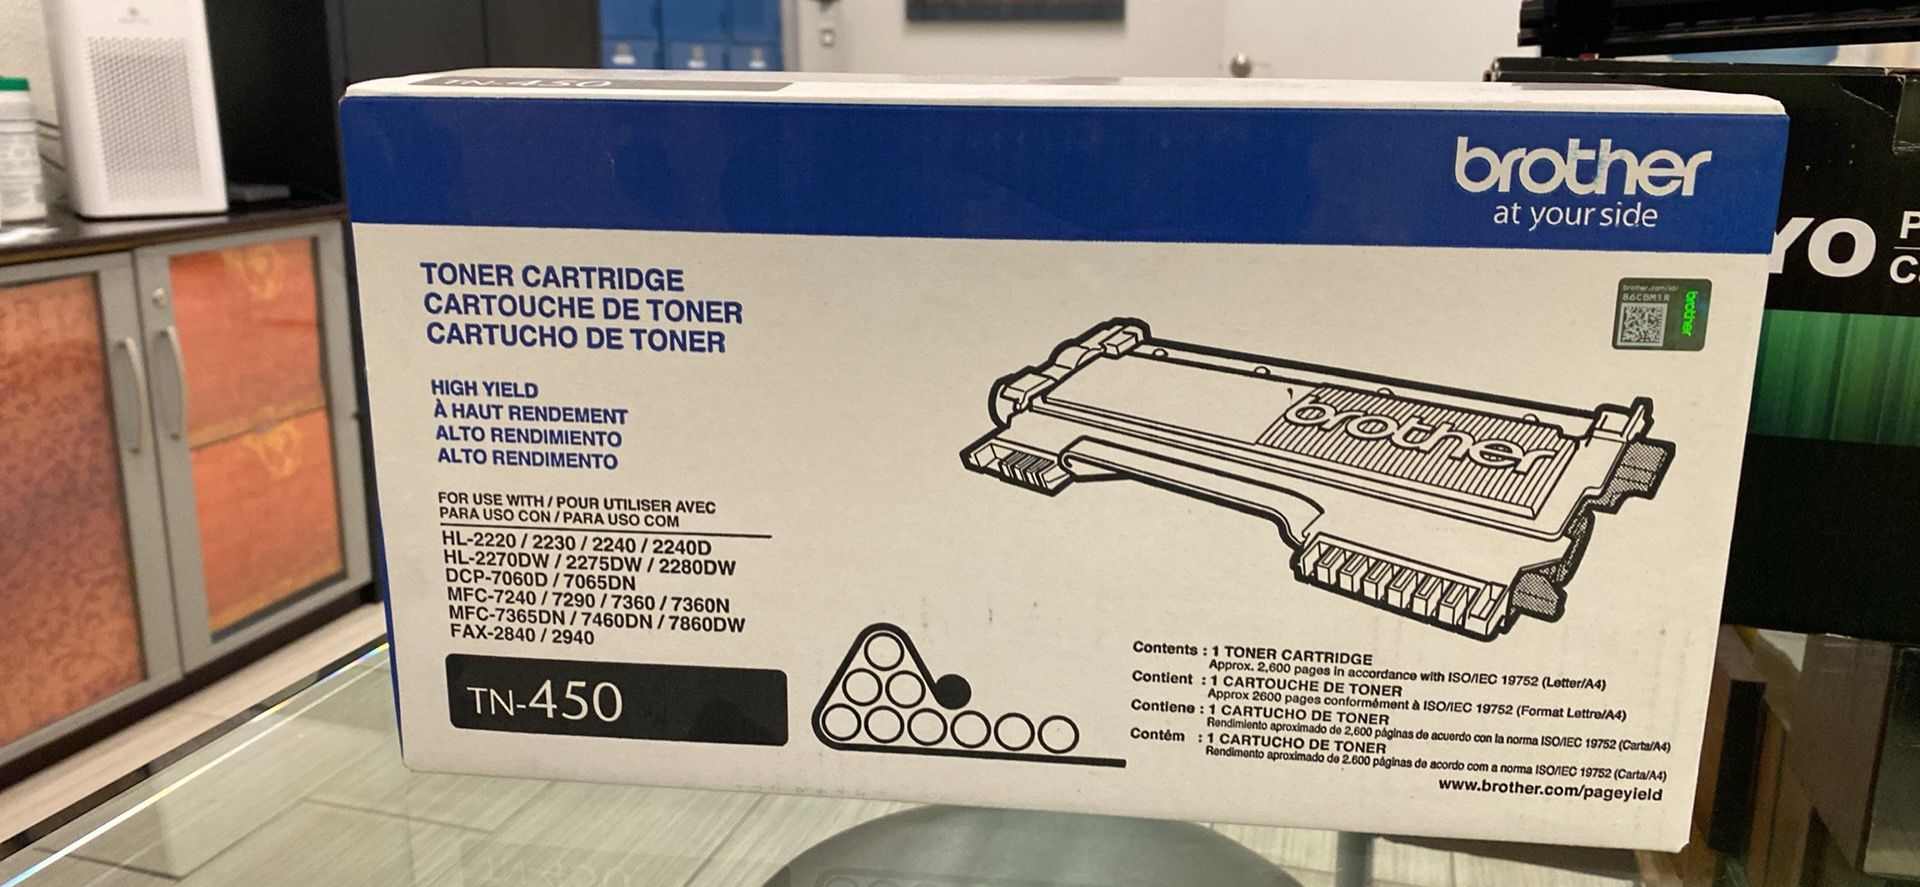 TN-450
brother
at your side
TONER CARTRIDGE
CARTOUCHE DE TONER
CARTUCHO DE TONER
HIGH YIELD
À HAUT RENDEMENT
ALTO RENDIMIENTO
ALTO RENDIMENTO
FOR USE WITH / POUR UTILISER AVEC
PARA USO CON / PARA USO COM
HL-2220 / 2230 / 2240 / 2240D
HL-2270DW / 2275DW / 2280DW
DCP-7060D / 7065DN
MFC-7240 / 7290 / 7360 / 7360N
MFC-7365DN / 7460DN / 7860DW
FAX-2840 / 2940
TN-450
brother.com/so/
86CBM1R
brother
brother
Contents : 1 TONER CARTRIDGE
Approx. 2,600 pages in accordance with ISO/IEC 19752 (Letter/A4)
Contient : 1 CARTOUCHE DE TONER
Approx 2600 pages conformément à ISO/IEC 19752 (Format Lettre/A4)
Contiene : 1 CARTUCHO DE TONER
Rendimiento aproximado de 2,600 páginas de acuerdo con la norma ISO/IEC 19752 (Carta/A4)
Contém : 1 CARTUCHO DE TONER
Rendimento aproximado de 2.600 páginas de acordo com a norma ISO/IEC 19752 (Carta/A4)
www.brother.com/pageyield
YO